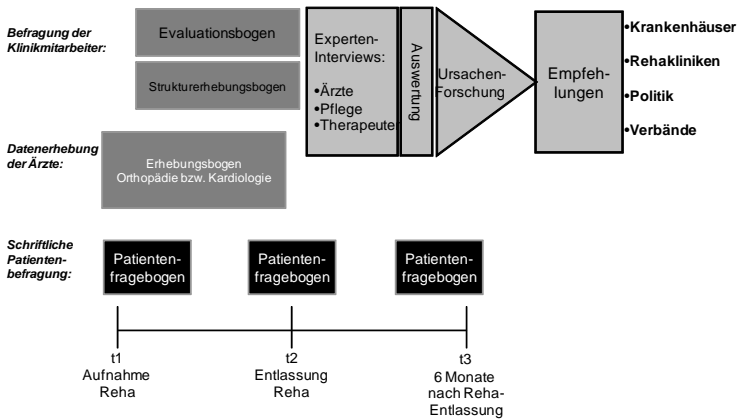 Befragung der
Klinikmitarbeiter:
Evaluationsbogen
Strukturerhebungsbogen
Experten-
Interviews:
•Ärzte
•Pflege
•Therapeuten
Auswertung
Ursachen-
Forschung
Empfeh-
lungen
•Krankenhäuser
•Rehakliniken
•Politik
•Verbände
Datenerhebung
der Ärzte:
Erhebungsbogen
Orthopädie bzw. Kardiologie
Schriftliche
Patienten-
befragung:
Patienten-
fragebogen
Patienten-
fragebogen
Patienten-
fragebogen
t1
Aufnahme
Reha
t2
Entlassung
Reha
t3
6 Monate
nach Reha-
Entlassung